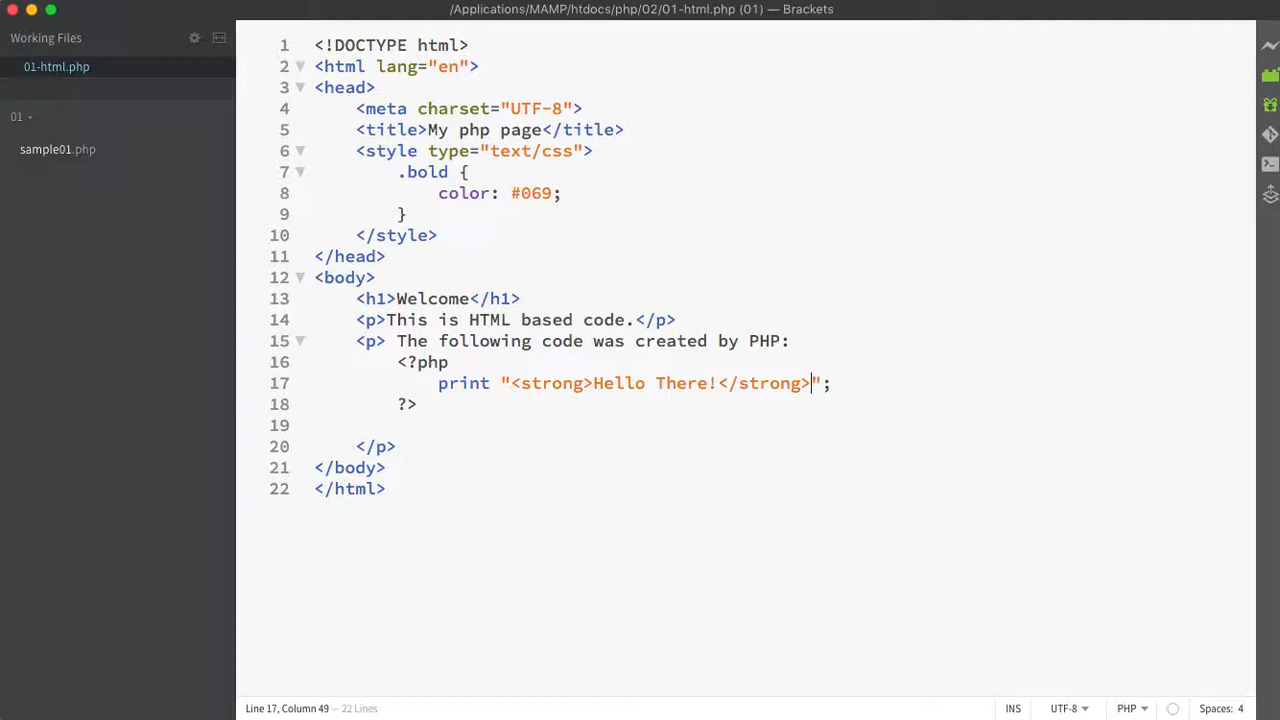 /Applications/MAMP/htdocs/php/02/01-html.php (01) — Brackets
Working Files
01-html.php
01
sample01.php
1 <!DOCTYPE html>
2 <html lang="en">
3 <head>
4 <meta charset="UTF-8">
5 <title>My php page</title>
6 <style type="text/css">
7 .bold {
8 color: #069;
9 }
10 </style>
11 </head>
12 <body>
13 <h1>Welcome</h1>
14 <p>This is HTML based code.</p>
15 <p> The following code was created by PHP:
16 <?php
17 print "<strong>Hello There!</strong>";
18 ?>
19
20 </p>
21 </body>
22 </html>
Line 17, Column 49 — 22 Lines
INS UTF-8 PHP Spaces: 4